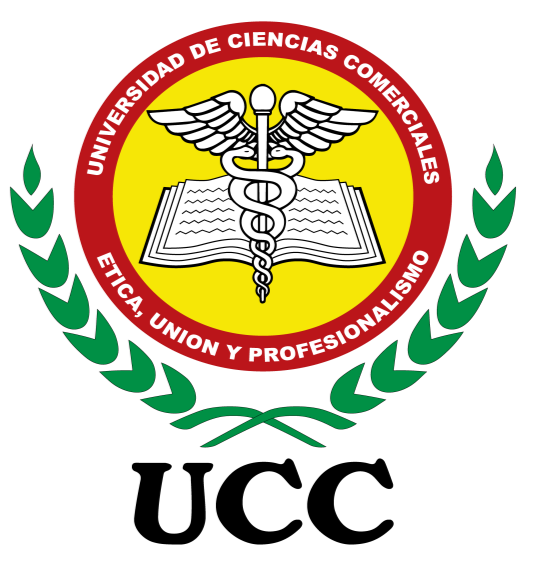 UNIVERSIDAD DE CIENCIAS COMERCIALES
ETICA, UNION Y PROFESIONALISMO
UCC